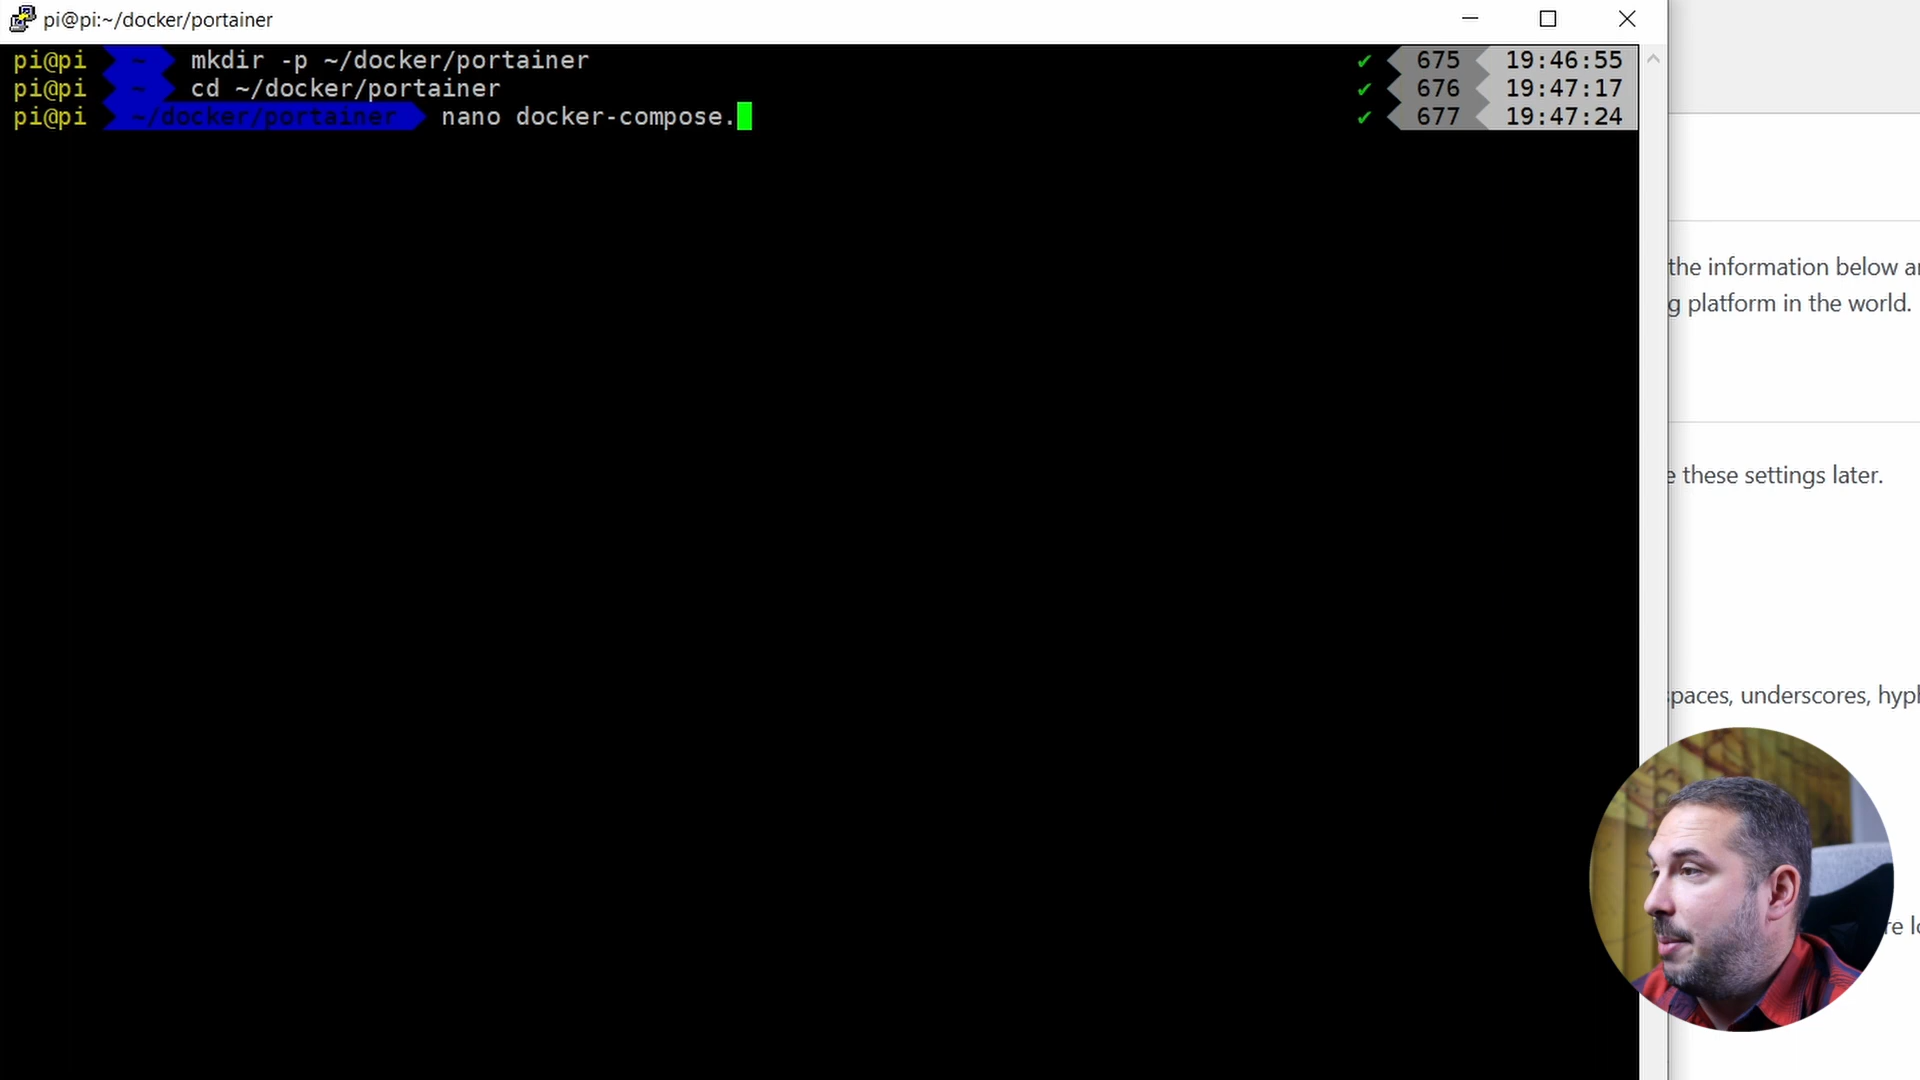 pi@pi:~/docker/portainer
pi@pi ~ mkdir -p ~/docker/portainer ✔ 675 19:46:55
pi@pi ~ cd ~/docker/portainer ✔ 676 19:47:17
pi@pi ~/docker/portainer nano docker-compose. ✔ 677 19:47:24
the information below
g platform in the world.
e these settings later.
spaces, underscores,